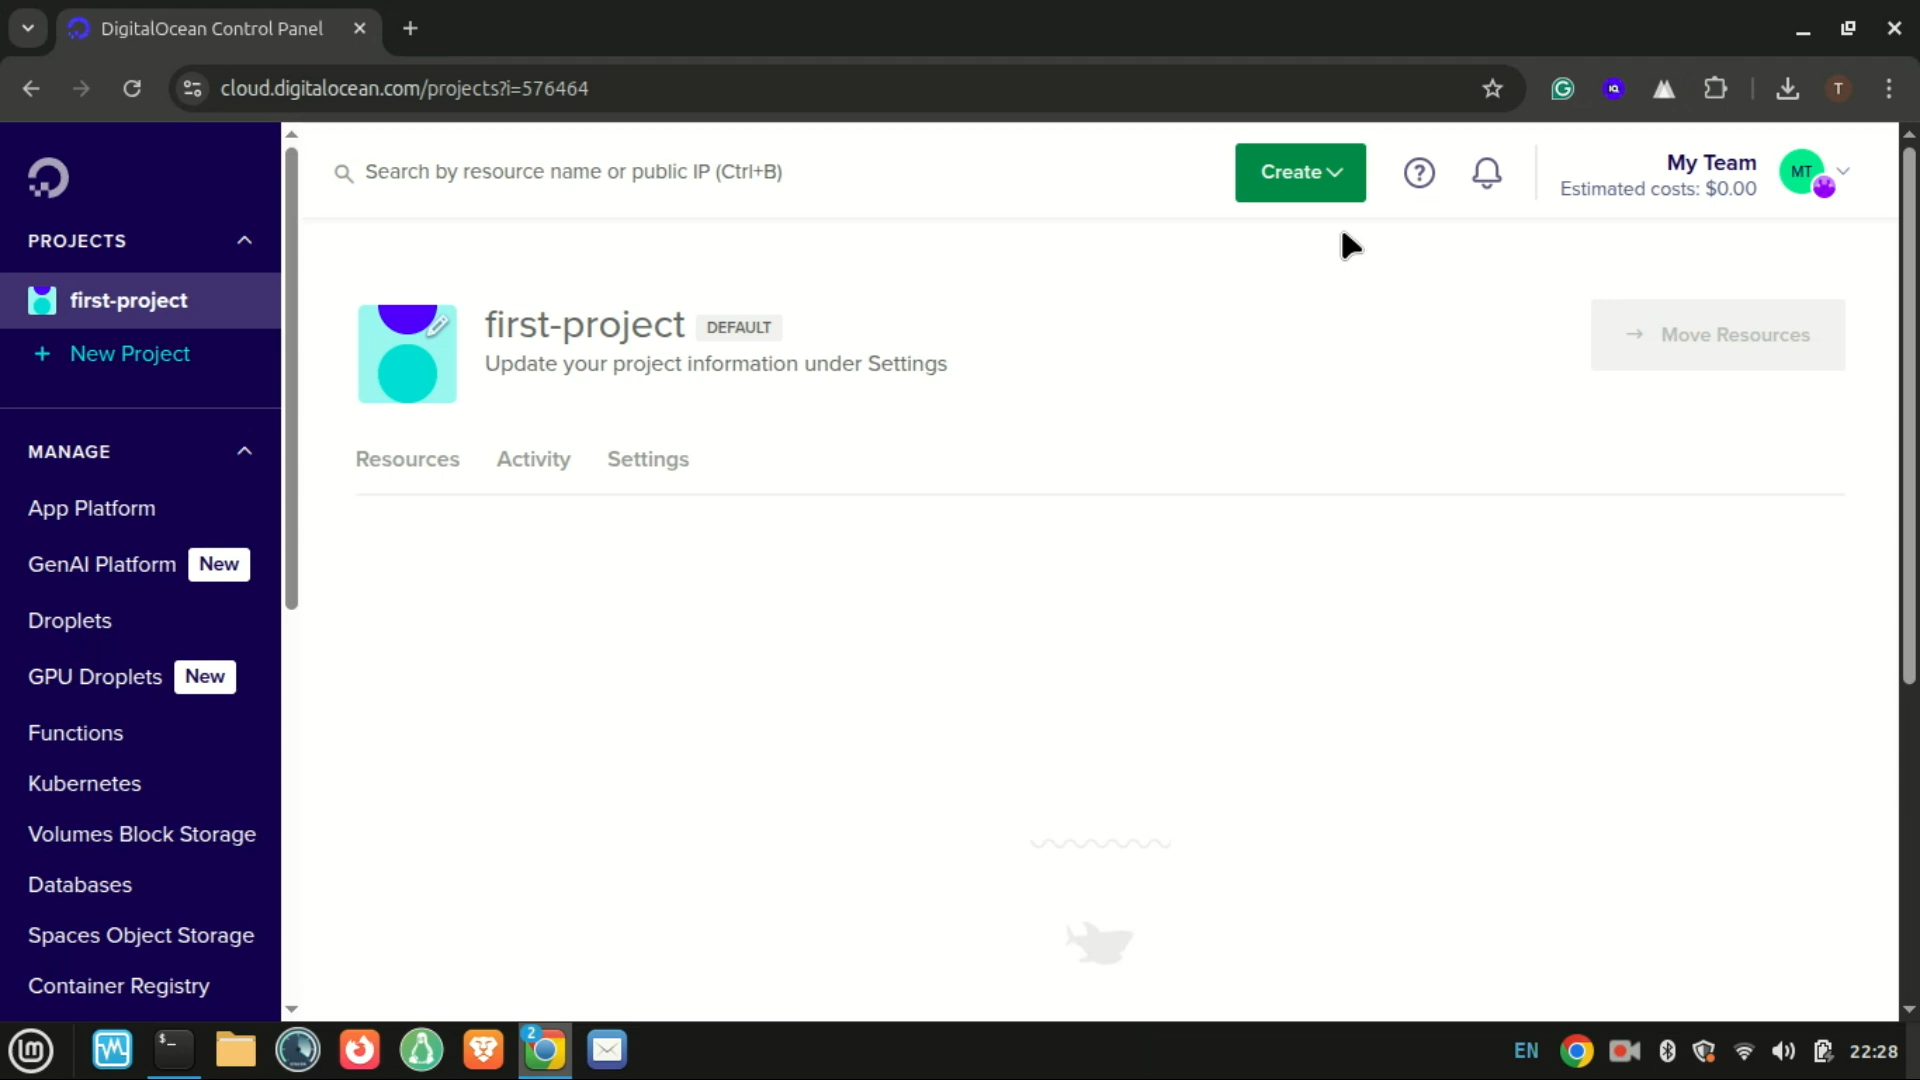 DigitalOcean Control Panel
cloud.digitalocean.com/projects?i=576464
T
Search by resource name or public IP (Ctrl+B)
Create
My Team
Estimated costs: $0.00
MT
PROJECTS
first-project
New Project
MANAGE
App Platform
GenAI Platform New
Droplets
GPU Droplets New
Functions
Kubernetes
Volumes Block Storage
Databases
Spaces Object Storage
Container Registry
first-project DEFAULT
Update your project information under Settings
Move Resources
Resources Activity Settings
2
EN
22:28